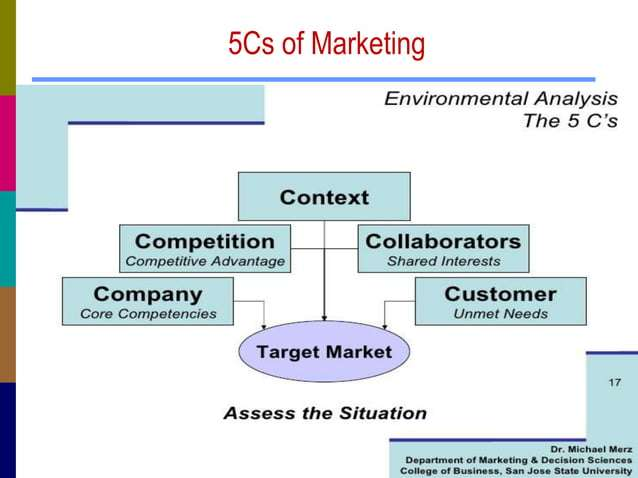 5Cs of Marketing
Environmental Analysis
The 5 C's
Context
Competition
Competitive Advantage
Collaborators
Shared Interests
Company
Core Competencies
Customer
Unmet Needs
Target Market
17
Assess the Situation
Dr. Michael Merz
Department of Marketing & Decision Sciences
College of Business, San Jose State University